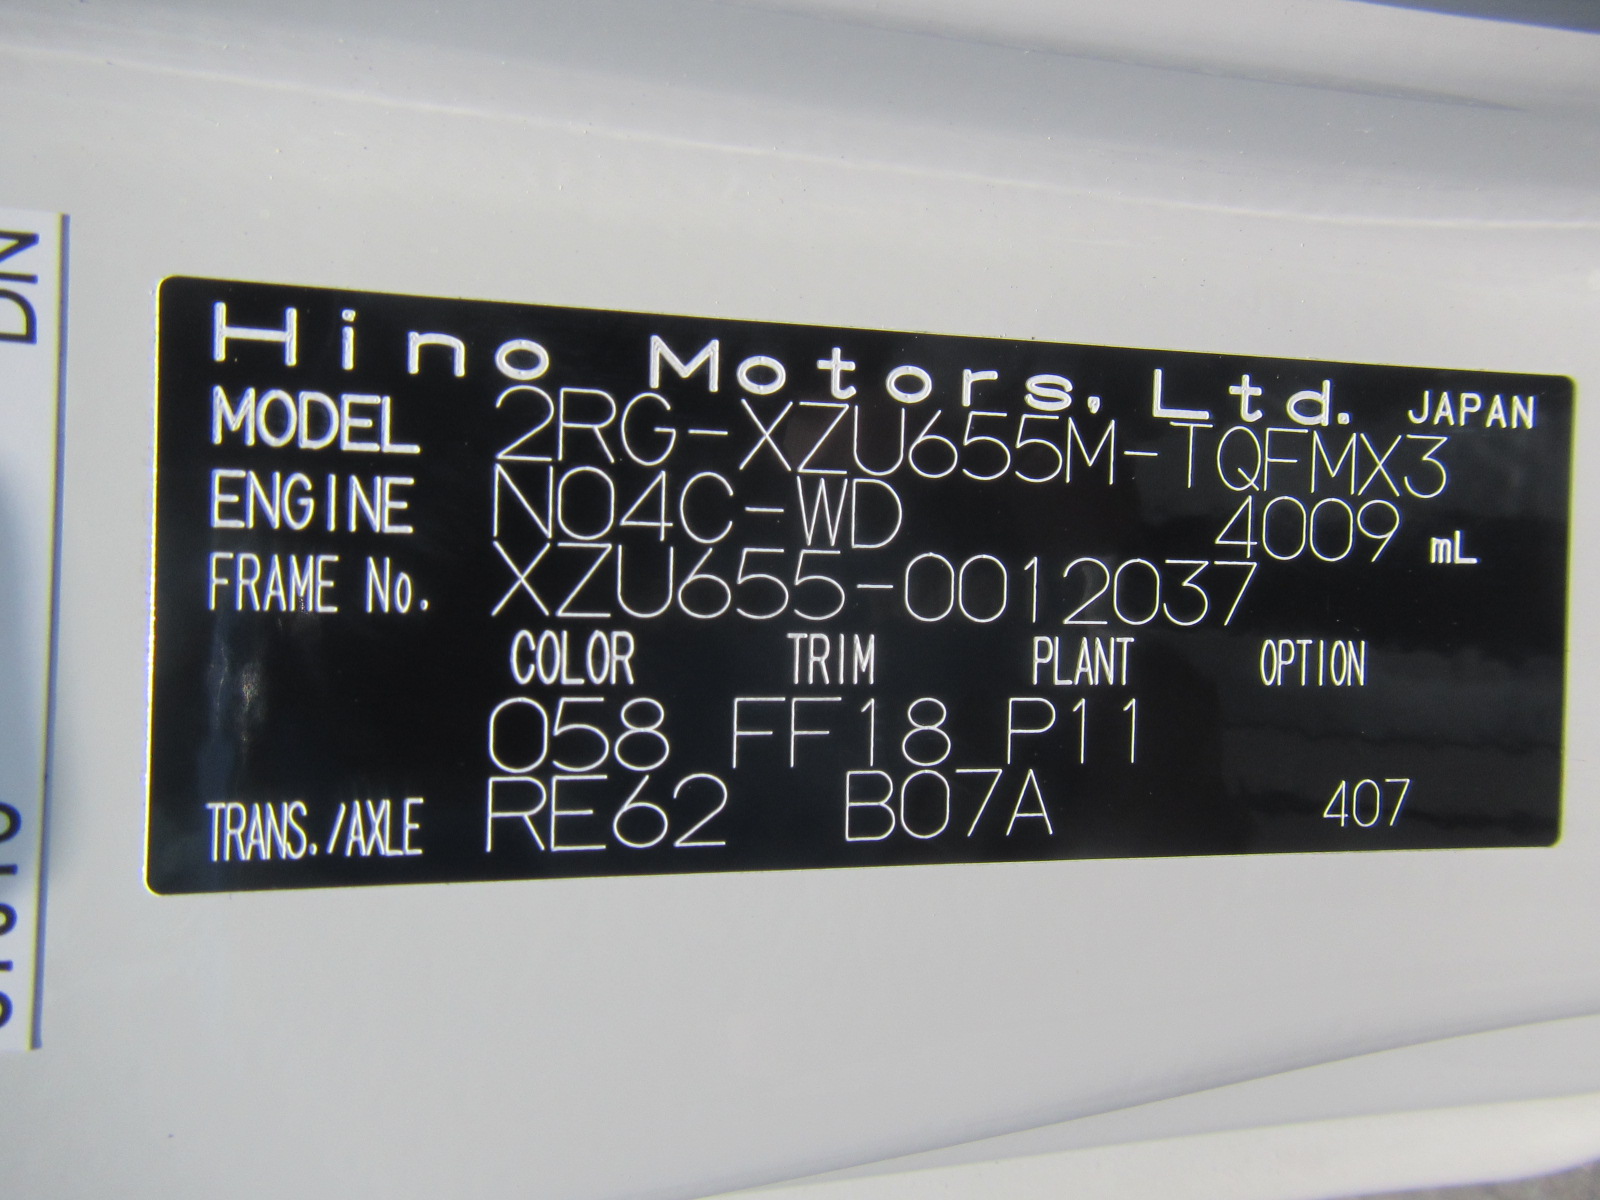 Hino Motors, Ltd. JAPAN
MODEL 2RG-XZU655M-TQFMX3
ENGINE N04C-WD 4009 mL
FRAME No. XZU655-0012037
COLOR TRIM PLANT OPTION
058 FF18 P11
TRANS./AXLE RE62 B07A 407
DN